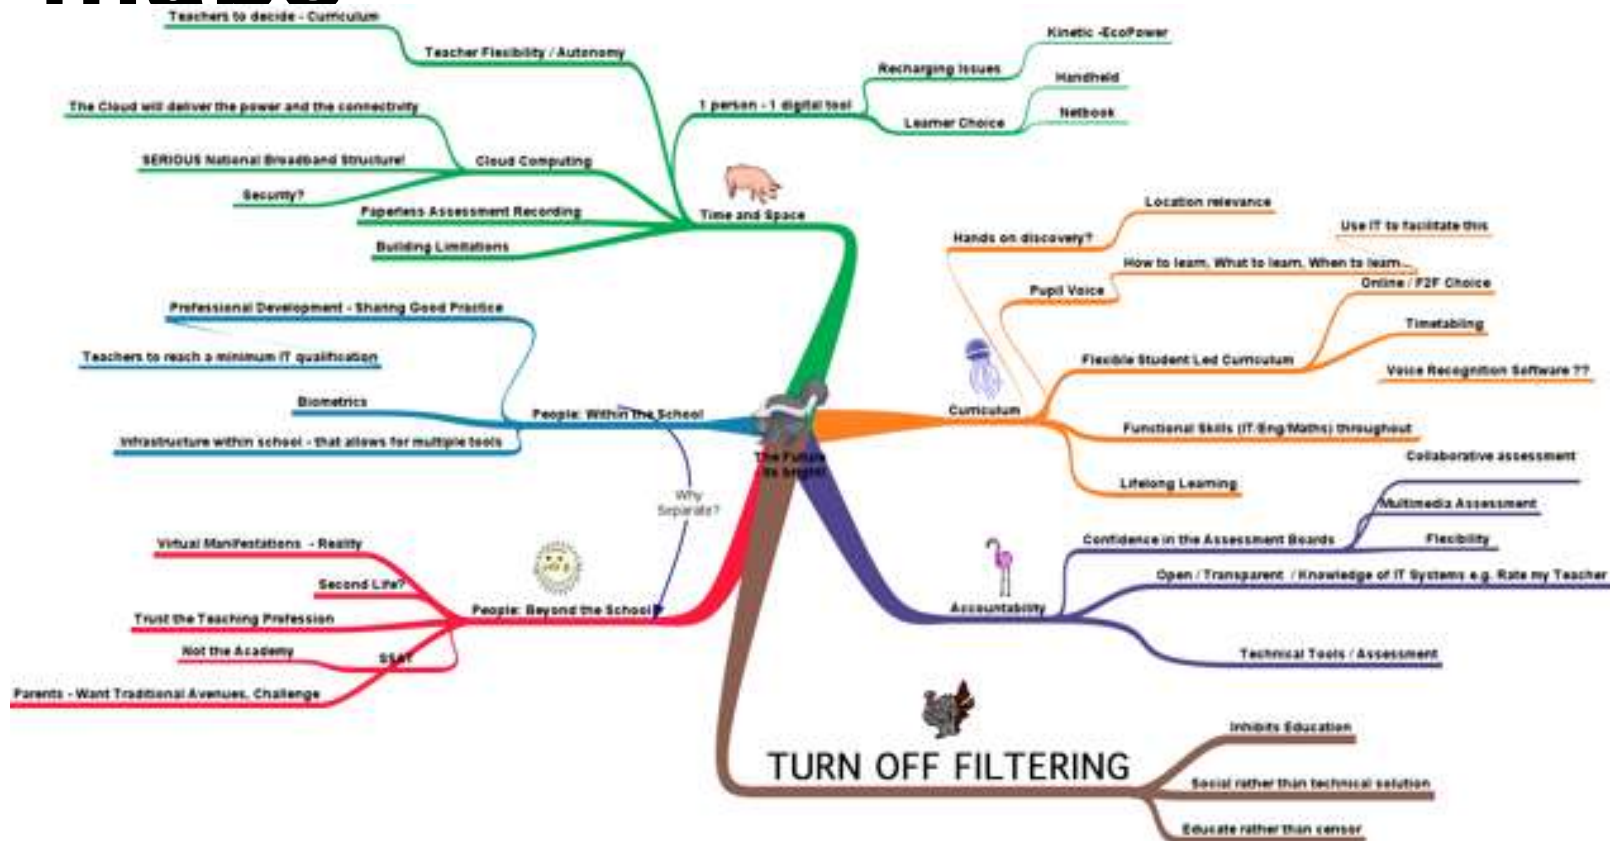 Teachers to decide - Curriculum
Teacher Flexibility / Autonomy
The Cloud will deliver the power and the connectivity
SERIOUS National Broadband Structure!
Security?
Cloud Computing
Paperless Assessment Recording
Building Limitations
1 person - 1 digital tool
Recharging Issues
Kinetic -EcoPower
Learner Choice
Handheld
Netbook
Time and Space
Professional Development - Sharing Good Practice
Teachers to reach a minimum IT qualification
Biometrics
Infrastructure within school - that allows for multiple tools
People: Within the School
The Future
Why
Separate?
Hands on discovery?
Location relevance
Pupil Voice
How to learn, What to learn, When to learn...
Use IT to facilitate this
Flexible Student Led Curriculum
Online / F2F Choice
Timetabling
Voice Recognition Software ??
Curriculum
Functional Skills (IT/Eng/Maths) throughout
Lifelong Learning
Virtual Manifestations - Reality
Second Life?
Trust the Teaching Profession
Not the Academy
SSAT
Parents - Want Traditional Avenues, Challenge
People: Beyond the School
Confidence in the Assessment Boards
Collaborative assessment
Multimedia Assessment
Flexibility
Open / Transparent / Knowledge of IT Systems e.g. Rate my Teacher
Accountability
Technical Tools / Assessment
TURN OFF FILTERING
Inhibits Education
Social rather than technical solution
Educate rather than censor